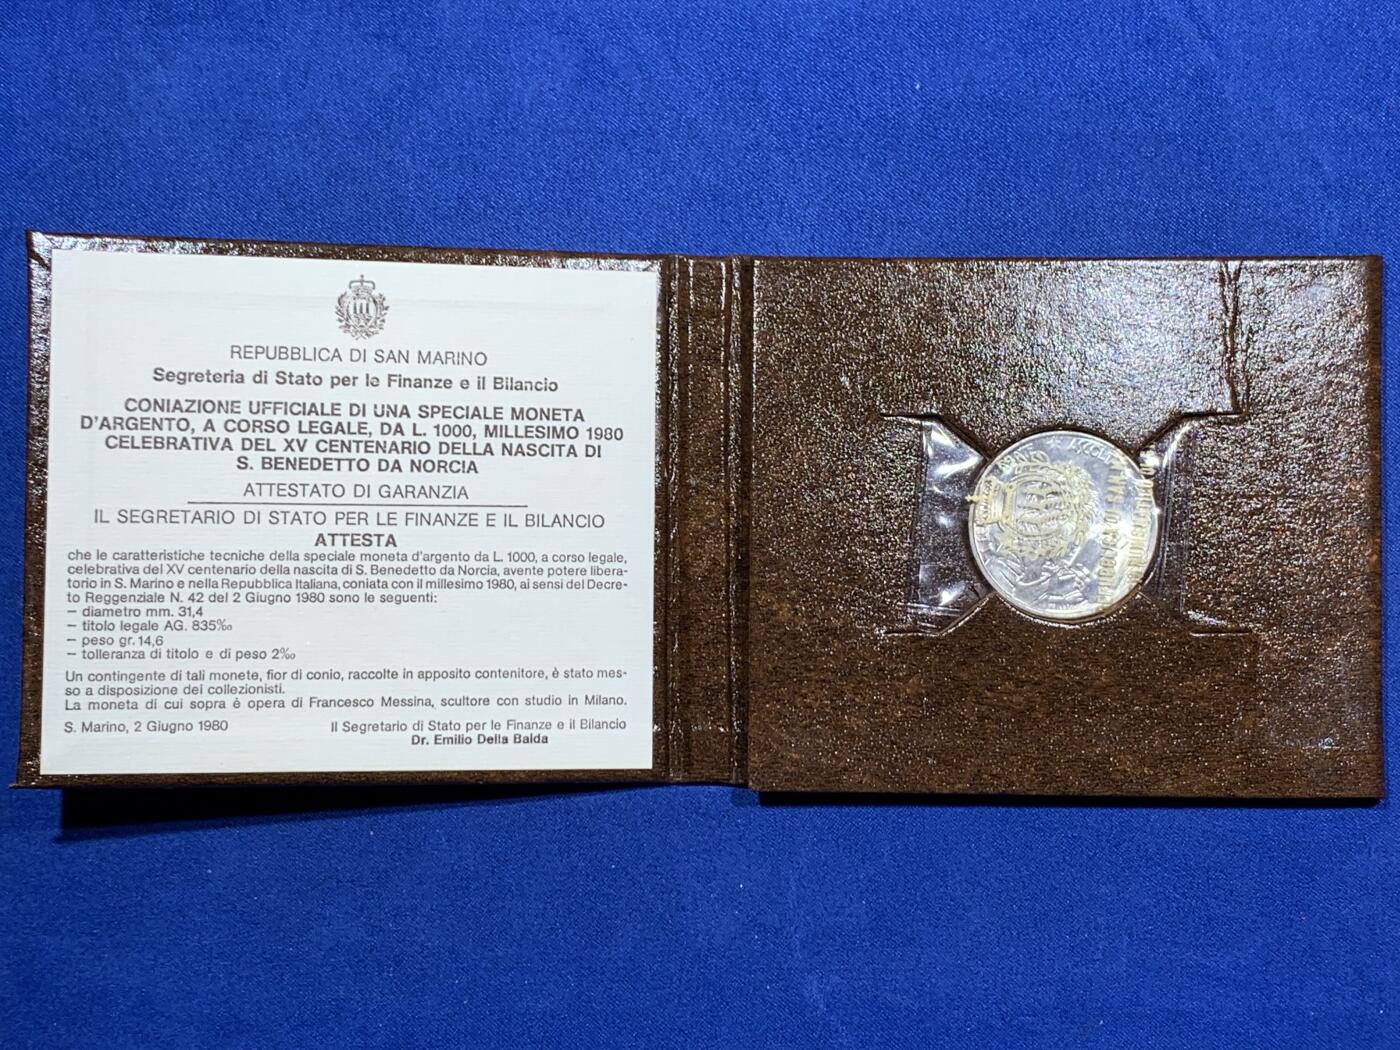 REPUBBLICA DI SAN MARINO
Segreteria di Stato per le Finanze e il Bilancio
CONIAZIONE UFFICIALE DI UNA SPECIALE MONETA
D'ARGENTO, A CORSO LEGALE, DA L. 1000, MILLESIMO 1980
CELEBRATIVA DEL XV CENTENARIO DELLA NASCITA DI
S. BENEDETTO DA NORCIA
ATTESTATO DI GARANZIA
IL SEGRETARIO DI STATO PER LE FINANZE E IL BILANCIO
ATTESTA
che le caratteristiche tecniche della speciale moneta d'argento da L. 1000, a corso legale,
celebrativa del XV centenario della nascita di S. Benedetto da Norcia, avente potere libera-
torio in S. Marino e nella Repubblica Italiana, coniata con il millesimo 1980, ai sensi del Decre-
to Reggenziale N. 42 del 2 Giugno 1980 sono le seguenti:
— diametro mm. 31,4
— titolo legale AG. 835‰
— peso gr. 14,6
— tolleranza di titolo e di peso 2‰
Un contingente di tali monete, fior di conio, raccolte in apposito contenitore, è stato mes-
so a disposizione dei collezionisti.
La moneta di cui sopra è opera di Francesco Messina, scultore con studio in Milano.
S. Marino, 2 Giugno 1980
Il Segretario di Stato per le Finanze e il Bilancio
Dr. Emilio Della Balda